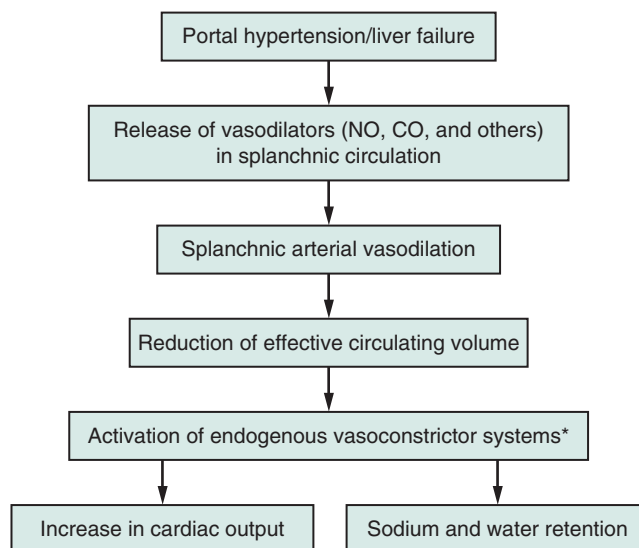 Portal hypertension/liver failure
Release of vasodilators (NO, CO, and others)
in splanchnic circulation
Splanchnic arterial vasodilation
Reduction of effective circulating volume
Activation of endogenous vasoconstrictor systems*
Increase in cardiac output
Sodium and water retention